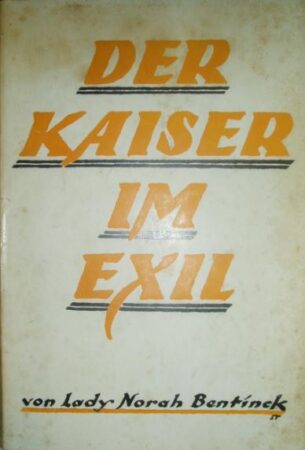 DER
KAISER
IM
EXIL
von Lady Norah Bentinck